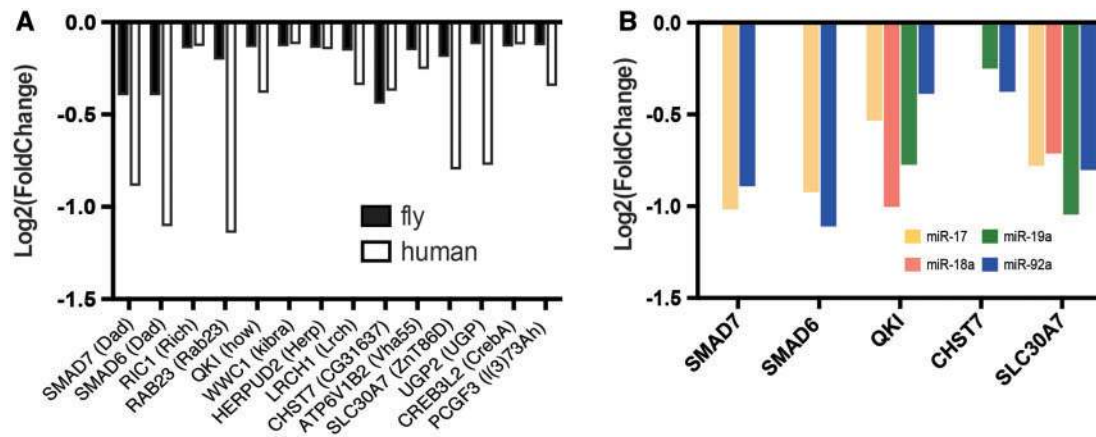 A
Log2(FoldChange)
0.0
-0.5
-1.0
-1.5
fly
human
SMAD7 (Dad)
SMAD6 (Dad)
RIC1 (Rich)
RAB23 (Rab23)
QKI (how)
WWC1 (kibra)
HERPUD2 (Herp)
LRCH1 (Lrch)
CHST7 (CG31637)
ATP6V1B2 (Vha55)
SLC30A7 (ZnT86D)
UGP2 (UGP)
CREB3L2 (CrebA)
PCGF3 (l(3)73Ah)
B
Log2(FoldChange)
0.0
-0.5
-1.0
-1.5
miR-17
miR-19a
miR-18a
miR-92a
SMAD7
SMAD6
QKI
CHST7
SLC30A7